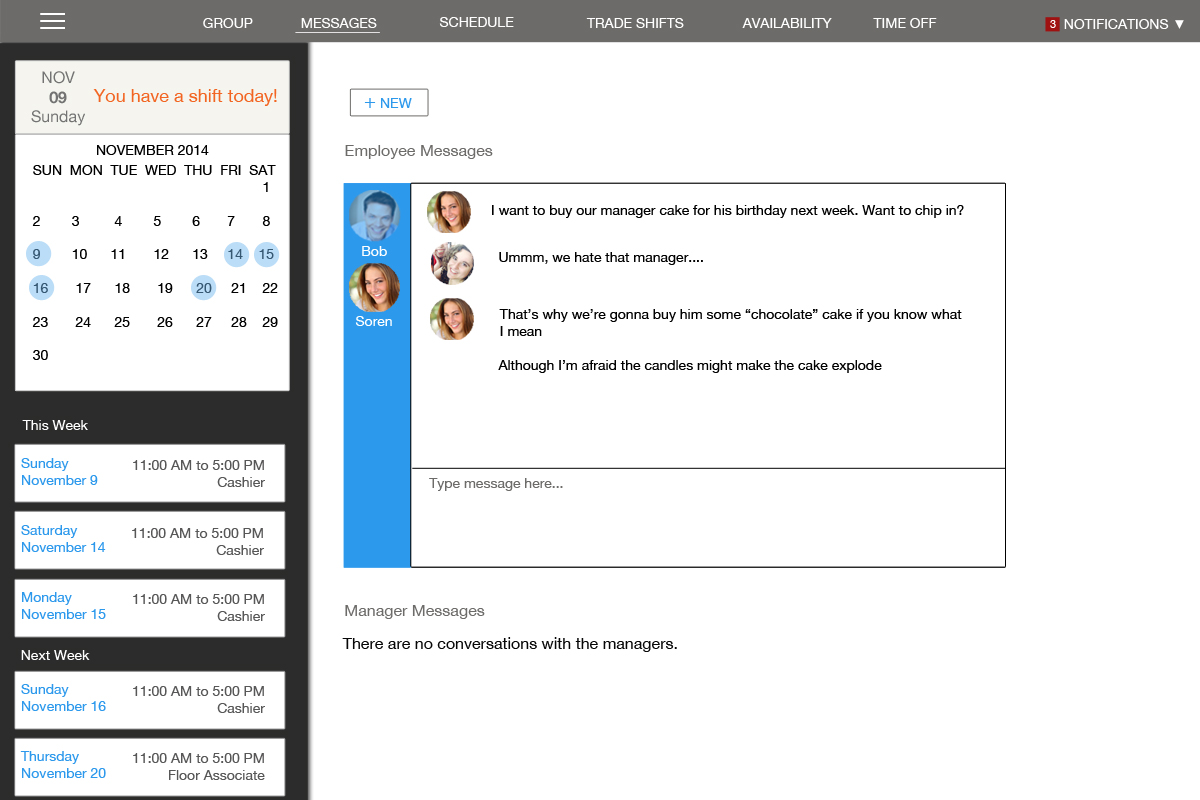 GROUP MESSAGES SCHEDULE TRADE SHIFTS AVAILABILITY TIME OFF 3 NOTIFICATIONS ▼
NOV
09
Sunday
You have a shift today!
NOVEMBER 2014
SUN MON TUE WED THU FRI SAT
1
2 3 4 5 6 7 8
9 10 11 12 13 14 15
16 17 18 19 20 21 22
23 24 25 26 27 28 29
30
This Week
Sunday 11:00 AM to 5:00 PM
November 9 Cashier
Saturday 11:00 AM to 5:00 PM
November 14 Cashier
Monday 11:00 AM to 5:00 PM
November 15 Cashier
Next Week
Sunday 11:00 AM to 5:00 PM
November 16 Cashier
Thursday 11:00 AM to 5:00 PM
November 20 Floor Associate
+ NEW
Employee Messages
Bob
Soren
I want to buy our manager cake for his birthday next week. Want to chip in?
Ummm, we hate that manager....
That’s why we’re gonna buy him some “chocolate” cake if you know what
I mean
Although I’m afraid the candles might make the cake explode
Type message here...
Manager Messages
There are no conversations with the managers.